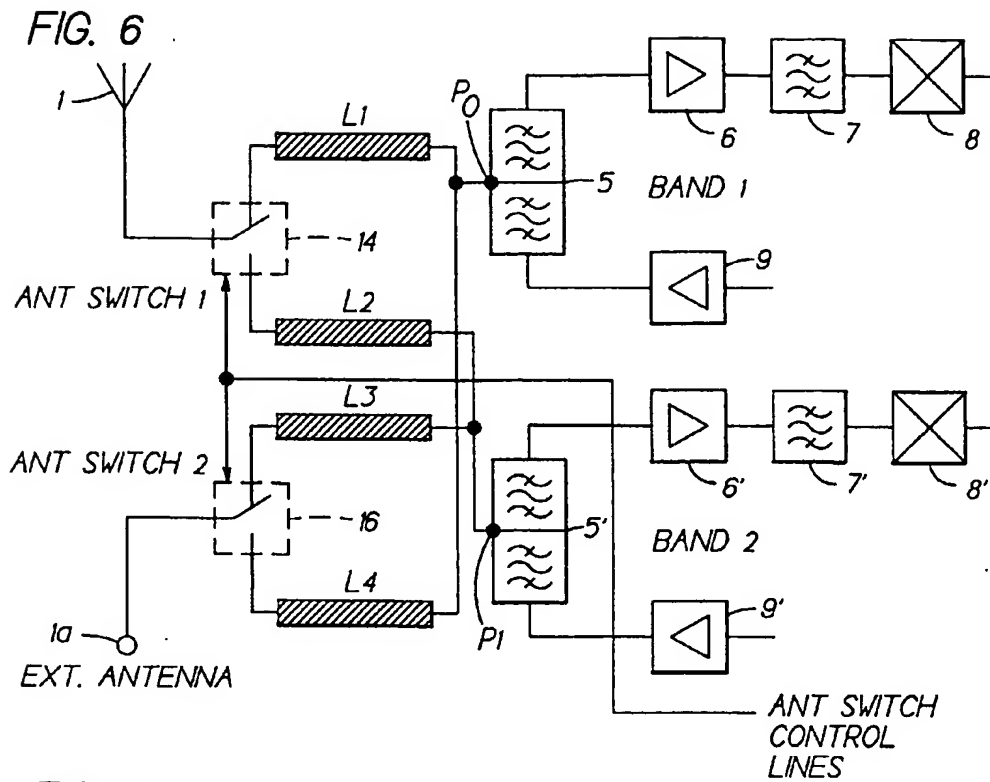 FIG. 6
1
L1
P0
6
7
8
5
BAND 1
14
ANT SWITCH 1
9
L2
L3
ANT SWITCH 2
6'
7'
8'
16
5'
BAND 2
L4
9'
1a
P1
EXT. ANTENNA
ANT SWITCH
CONTROL
LINES